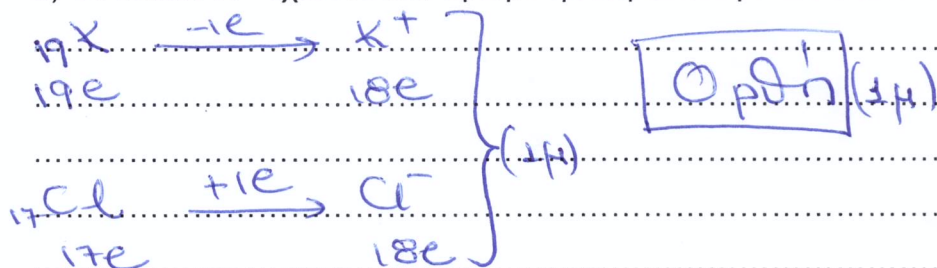 ₁₉K —−1e→ K⁺
19e 18e
Ορθή (1μ)
(1μ)
₁₇Cl —+1e→ Cl⁻
17e 18e